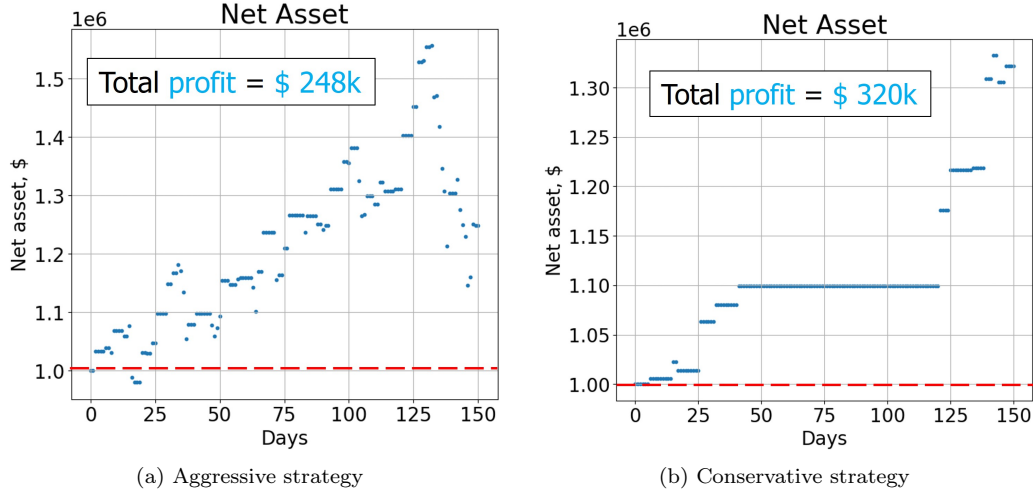 Net Asset
1e6
Total profit = $ 248k
Net asset, $
1.5
1.4
1.3
1.2
1.1
1.0
0 25 50 75 100 125 150
Days
(a) Aggressive strategy
Net Asset
1e6
Total profit = $ 320k
Net asset, $
1.30
1.25
1.20
1.15
1.10
1.05
1.00
0 25 50 75 100 125 150
Days
(b) Conservative strategy